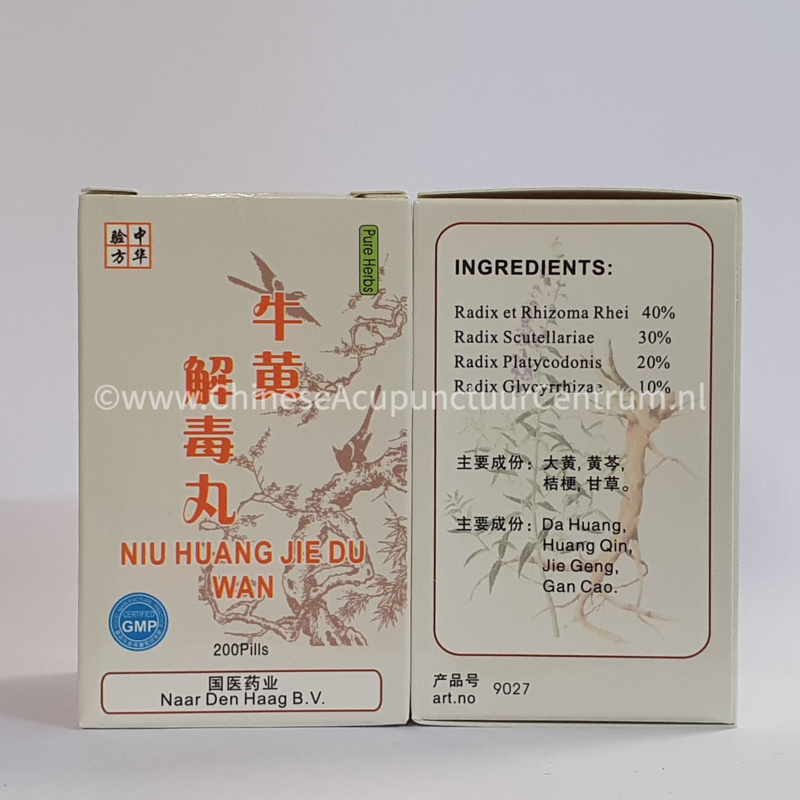 中华
验方
Pure Herbs
牛黄
解毒丸
NIU HUANG JIE DU
WAN
CERTIFIED
GMP
200Pills
国医药业
Naar Den Haag B.V.
INGREDIENTS:
Radix et Rhizoma Rhei 40%
Radix Scutellariae 30%
Radix Platycodonis 20%
Radix Glycyrrhizae 10%
©www.ChineseAcupunctuurCentrum.nl
主要成份: 大黄, 黄芩,
桔梗, 甘草。
主要成份: Da Huang,
Huang Qin,
Jie Geng,
Gan Cao.
产品号
art.no 9027